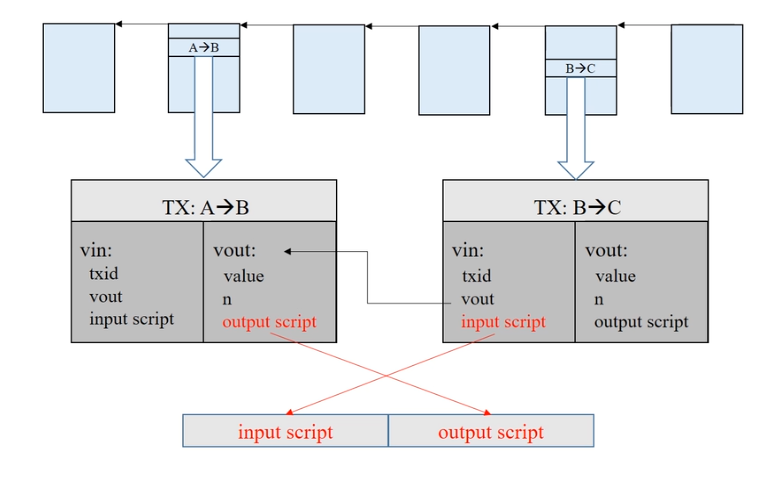 A→B
B→C
TX: A→B
TX: B→C
vin:
txid
vout
input script
vout:
value
n
output script
vin:
txid
vout
input script
vout:
value
n
output script
input script
output script